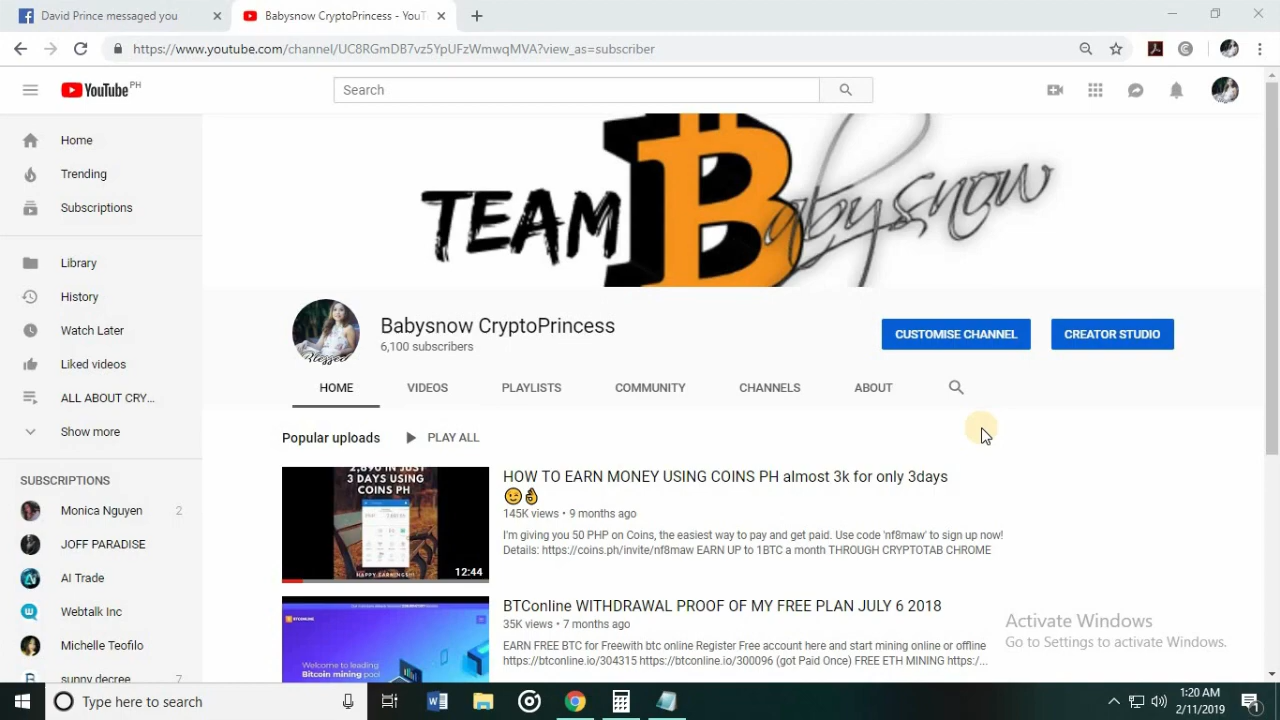 David Prince messaged you
Babysnow CryptoPrincess - YouT
https://www.youtube.com/channel/UC8RGmDB7vz5YpUFzWmwqMVA?view_as=subscriber
YouTube PH
Search
Home
Trending
Subscriptions
Library
History
Watch Later
Liked videos
ALL ABOUT CRY...
Show more
SUBSCRIPTIONS
Monica Nguyen 2
JOFF PARADISE
AI Trade
Webtalk Inc
Michelle Teofilo
sunny decree 7
TEAM Babysnow
Blezzed
Babysnow CryptoPrincess
6,100 subscribers
CUSTOMISE CHANNEL
CREATOR STUDIO
HOME VIDEOS PLAYLISTS COMMUNITY CHANNELS ABOUT
Popular uploads PLAY ALL
2,890 IN JUST
3 DAYS USING
COINS PH
HAPPY EARNINGS!!
12:44
HOW TO EARN MONEY USING COINS PH almost 3k for only 3days
😉👌
145K views • 9 months ago
I'm giving you 50 PHP on Coins, the easiest way to pay and get paid. Use code 'nf8maw' to sign up now!
Details: https://coins.ph/invite/nf8maw EARN UP to 1BTC a month THROUGH CRYPTOTAB CHROME
BTCONLINE
Welcome to leading
Bitcoin mining pool
BTConline WITHDRAWAL PROOF OF MY FREE PLAN JULY 6 2018
35K views • 7 months ago
EARN FREE BTC for Freewith btc online Register Free account here and start mining online or offline
https://btconline.io/304315 https://btconline.io/300096 (got Paid Once) FREE ETH MINING https:/...
Activate Windows
Go to Settings to activate Windows.
Type here to search
1:20 AM
2/11/2019
1